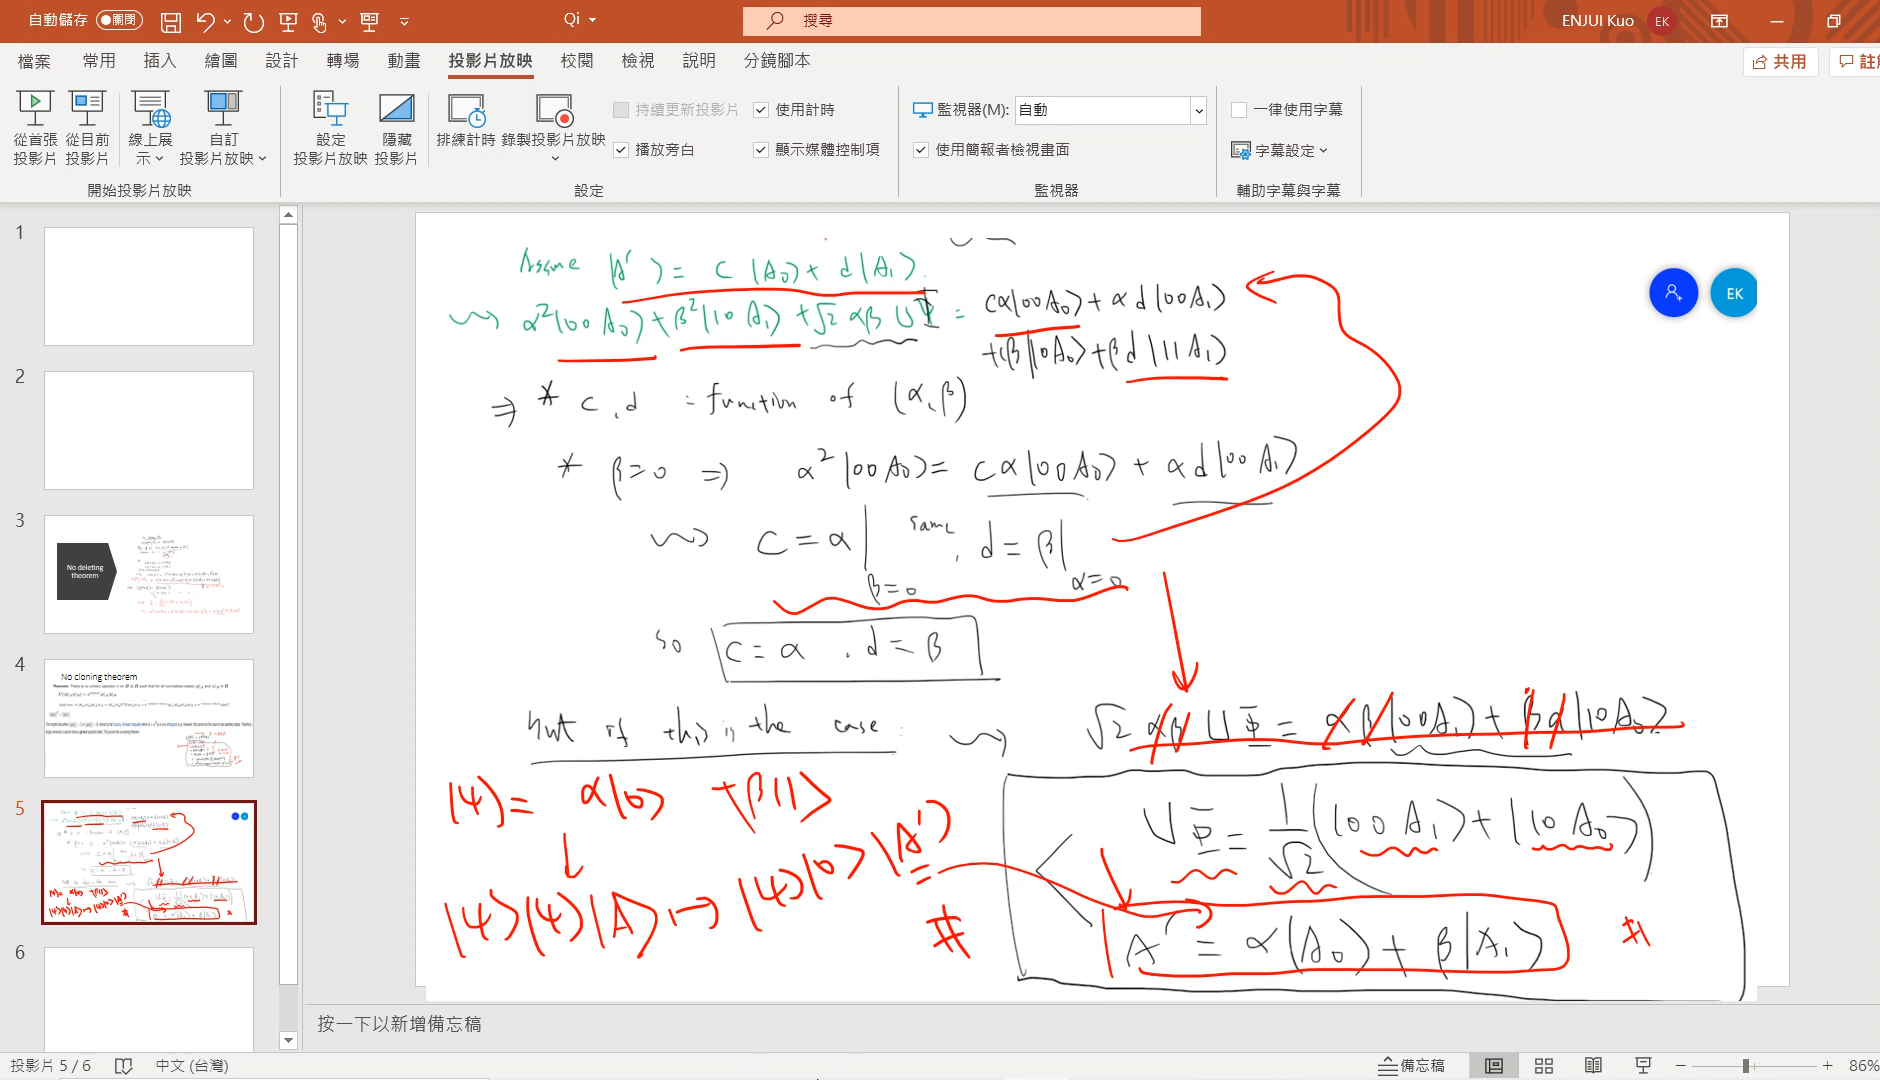 自動儲存 關閉 Qi 搜尋 ENJUI Kuo EK
檔案 常用 插入 繪圖 設計 轉場 動畫 投影片放映 校閱 檢視 說明 分鏡腳本 共用
從首張投影片
從目前投影片
線上展示
自訂投影片放映
開始投影片放映
設定投影片放映
隱藏投影片
排練計時
錄製投影片放映
持續更新投影片
播放旁白
使用計時
顯示媒體控制項
設定
監視器(M): 自動
使用簡報者檢視畫面
監視器
一律使用字幕
字幕設定
輔助字幕與字幕
1
2
3
No deleting
theorem
4
No cloning theorem
5
6
EK
Assume |A'⟩ = c|A₀⟩ + d|A₁⟩.
⇝ α²|00A₀⟩ + β²|10A₁⟩ + √2 αβ UΦ = cα|00A₀⟩ + αd|00A₁⟩
+cβ|10A₀⟩ + βd|11A₁⟩
⇒ * c, d : function of (α, β)
* β=0 ⇒ α²|00A₀⟩ = cα|00A₀⟩ + αd|00A₁⟩
⇝ c = α|β=0 same, d = β|α=0
so c = α, d = β
but if this is the case : ⇝ √2 αβ UΦ = αβ|00A₁⟩ + βα|10A₀⟩
|ψ⟩ = α|0⟩ + β|1⟩
UΦ = 1/√2 (|00A₁⟩ + |10A₀⟩)
↓
|ψ⟩|ψ⟩|A⟩ ↦ |ψ⟩|0⟩|A'⟩ #
A' = α|A₀⟩ + β|A₁⟩ #
按一下以新增備忘稿
投影片 5 / 6 中文 (台灣) 備忘稿 86%